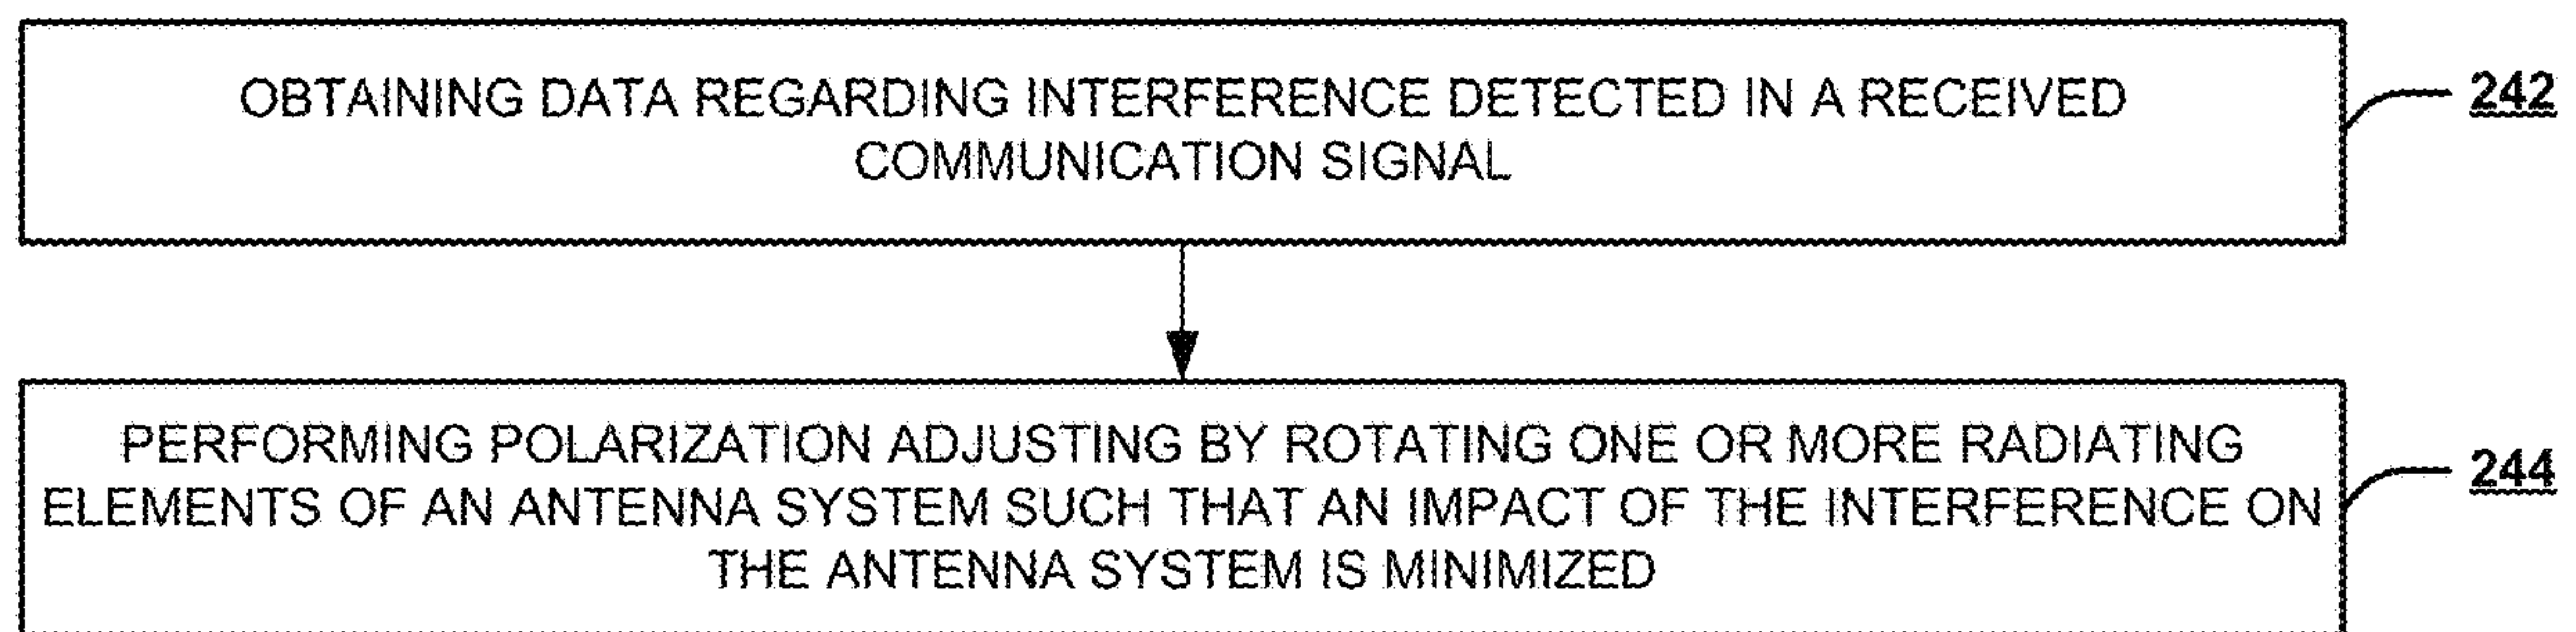 OBTAINING DATA REGARDING INTERFERENCE DETECTED IN A RECEIVED
COMMUNICATION SIGNAL
242
PERFORMING POLARIZATION ADJUSTING BY ROTATING ONE OR MORE RADIATING
ELEMENTS OF AN ANTENNA SYSTEM SUCH THAT AN IMPACT OF THE INTERFERENCE ON
THE ANTENNA SYSTEM IS MINIMIZED
244